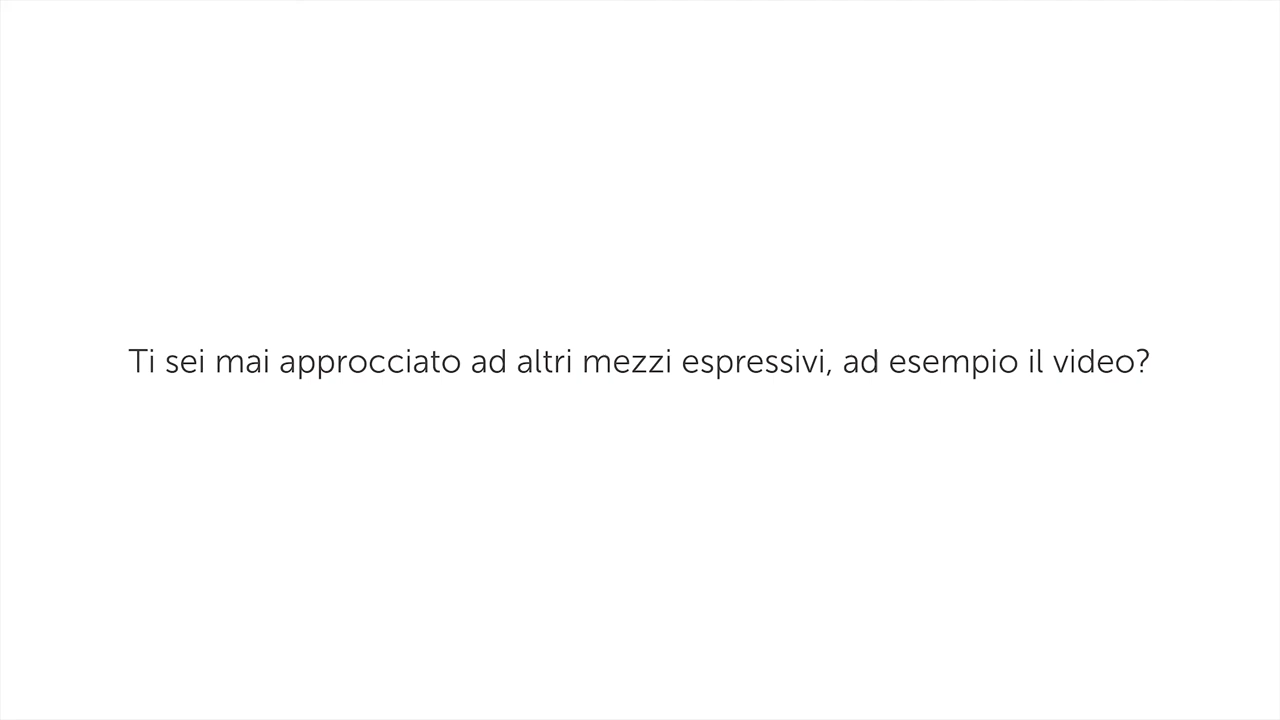 Ti sei mai approcciato ad altri mezzi espressivi, ad esempio il video?